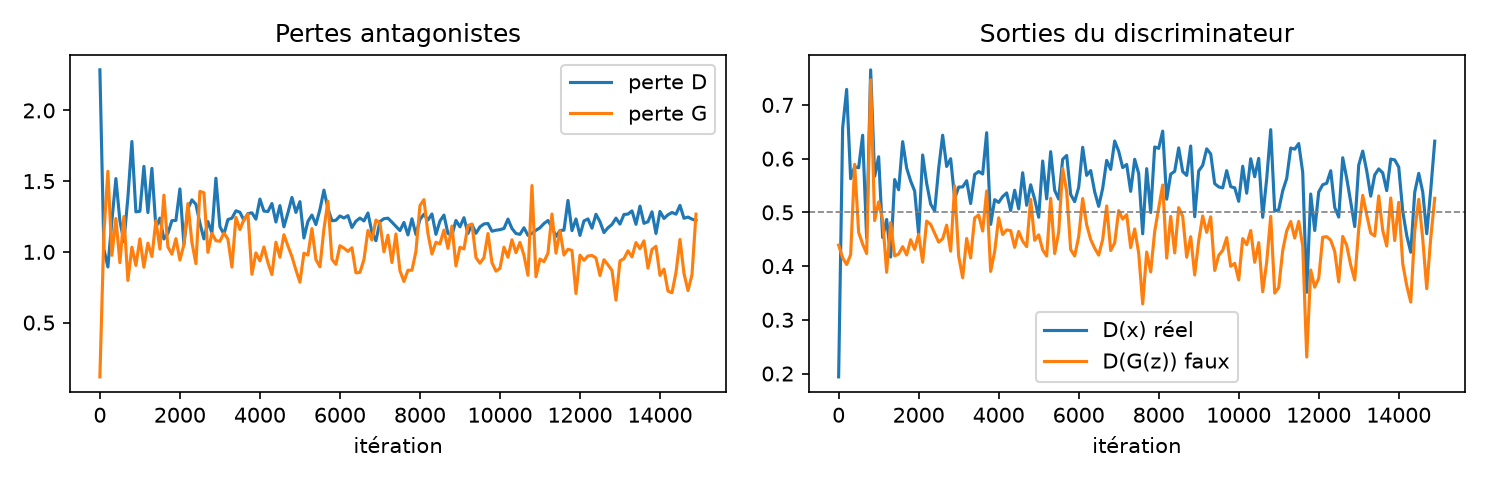 Pertes antagonistes
perte D
perte G
2.0
1.5
1.0
0.5
0 2000 4000 6000 8000 10000 12000 14000
itération
Sorties du discriminateur
0.7
0.6
0.5
0.4
0.3
0.2
D(x) réel
D(G(z)) faux
0 2000 4000 6000 8000 10000 12000 14000
itération